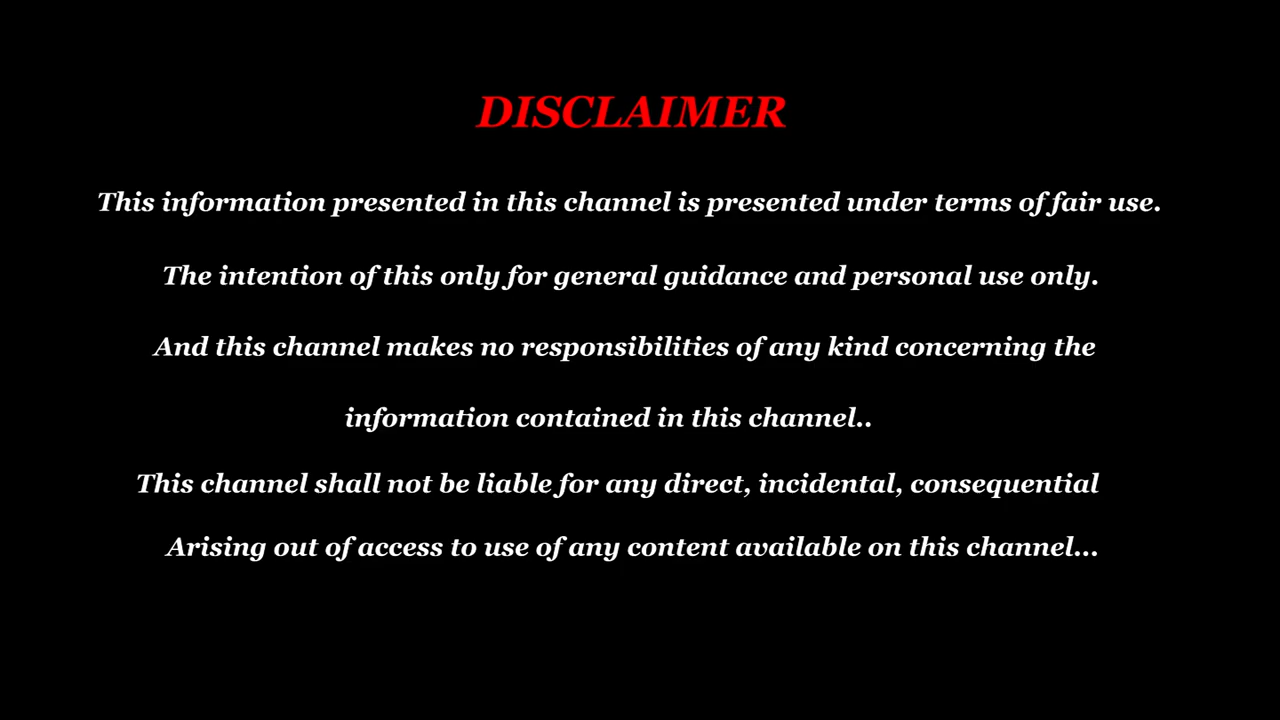 DISCLAIMER
This information presented in this channel is presented under terms of fair use.
The intention of this only for general guidance and personal use only.
And this channel makes no responsibilities of any kind concerning the
information contained in this channel..
This channel shall not be liable for any direct, incidental, consequential
Arising out of access to use of any content available on this channel...